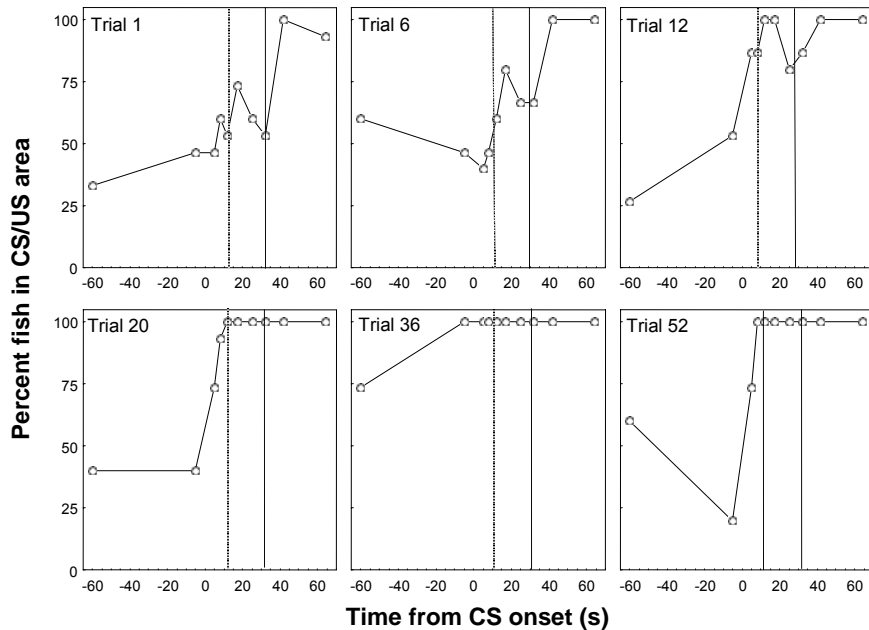 Percent fish in CS/US area
Trial 1
Trial 6
Trial 12
100
75
50
25
0
-60 -40 -20 0 20 40 60
-60 -40 -20 0 20 40 60
-60 -40 -20 0 20 40 60
Trial 20
Trial 36
Trial 52
100
75
50
25
0
-60 -40 -20 0 20 40 60
-60 -40 -20 0 20 40 60
-60 -40 -20 0 20 40 60
Time from CS onset (s)